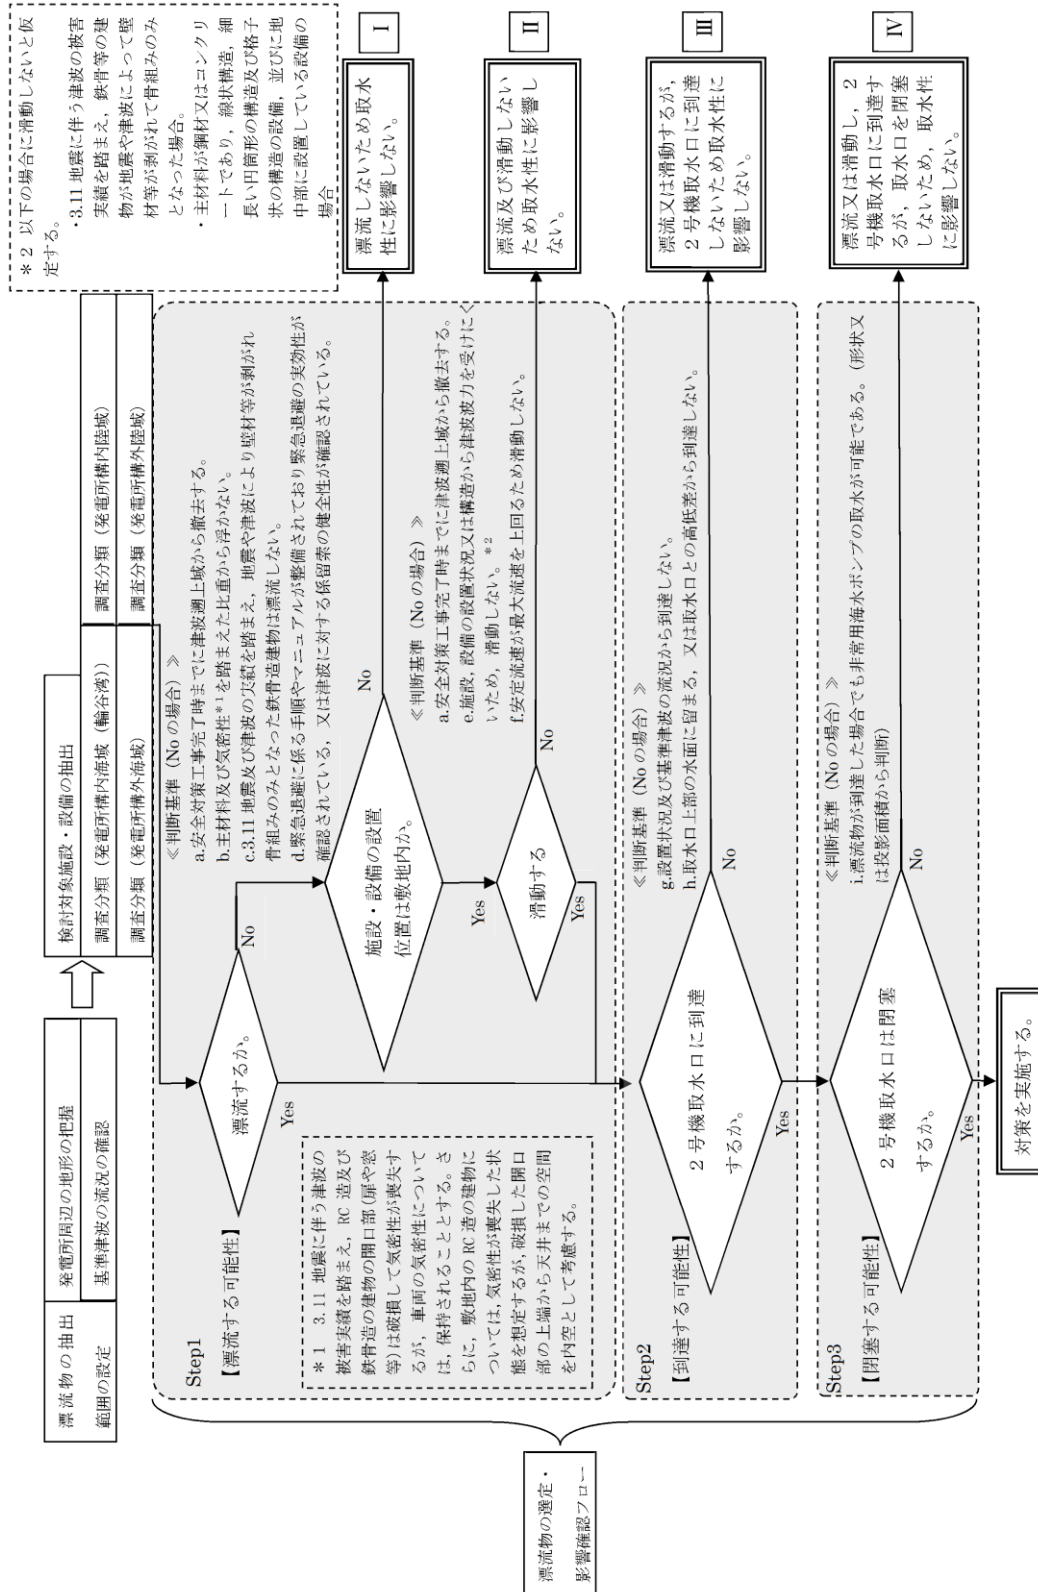 漂流物の抽出
範囲の設定
発電所周辺の地形の把握
基準津波の流況の確認
検討対象施設・設備の抽出
調査分類（発電所構内海域（輪谷湾）
調査分類（発電所構外海域）
調査分類（発電所構内陸域）
調査分類（発電所構外陸域）
漂流物の選定・
影響確認フロー
Step1
【漂流する可能性】
漂流するか。
Yes
No
≪判断基準（Noの場合）≫
a.安全対策工事完了時までに津波遡上域から撤去する。
b.主材料及び気密性*1を踏まえた比重から浮かない。
c.3.11地震及び津波の実績を踏まえ，地震や津波により壁材等が剥がれ
骨組みのみとなった鉄骨造建物は漂流しない。
d.緊急退避に係る手順やマニュアルが整備されており緊急退避の実効性が
確認されている，又は津波に対する係留索の健全性が確認されている。
＊1　3.11地震に伴う津波の
被害実績を踏まえ，RC造及び
鉄骨造の建物の開口部（扉や窓
等）は破損して気密性が喪失す
るが，車両の気密性について
は，保持されることとする。さ
らに，敷地内のRC造の建物に
ついては，気密性が喪失した状
態を想定するが，破損した開口
部の上端から天井までの空間
を内空として考慮する。
施設・設備の設置
位置は敷地内か。
No
Yes
漂流しないため取水
性に影響しない。
Ⅰ
≪判断基準（Noの場合）≫
a.安全対策工事完了時までに津波遡上域から撤去する。
e.施設，設備の設置状況又は構造から津波波力を受けにく
いため，滑動しない。*2
f.安定流速が最大流速を上回るため滑動しない。
滑動する
No
Yes
漂流及び滑動しない
ため取水性に影響し
ない。
Ⅱ
＊2　以下の場合に滑動しないと仮
定する。
・3.11地震に伴う津波の被害
実績を踏まえ，鉄骨等の建
物が地震や津波によって壁
材等が剥がれて骨組みのみ
となった場合。
・主材料が鋼材又はコンクリ
ートであり，線状構造，細
長い円筒形の構造及び格子
状の構造の設備，並びに地
中部に設置している設備の
場合
Step2
【到達する可能性】
2号機取水口に到達
するか。
Yes
No
≪判断基準（Noの場合）≫
g.設置状況及び基準津波の流況から到達しない。
h.取水口上部の水面に留まる，又は取水口との高低差から到達しない。
漂流又は滑動するが，
2号機取水口に到達
しないため取水性に
影響しない。
Ⅲ
Step3
【閉塞する可能性】
2号機取水口は閉塞
するか。
Yes
No
≪判断基準（Noの場合）≫
i.漂流物が到達した場合でも非常用海水ポンプの取水が可能である。（形状又
は投影面積から判断）
漂流又は滑動し，2
号機取水口に到達す
るが，取水口を閉塞
しないため，取水性
に影響しない。
Ⅳ
対策を実施する。